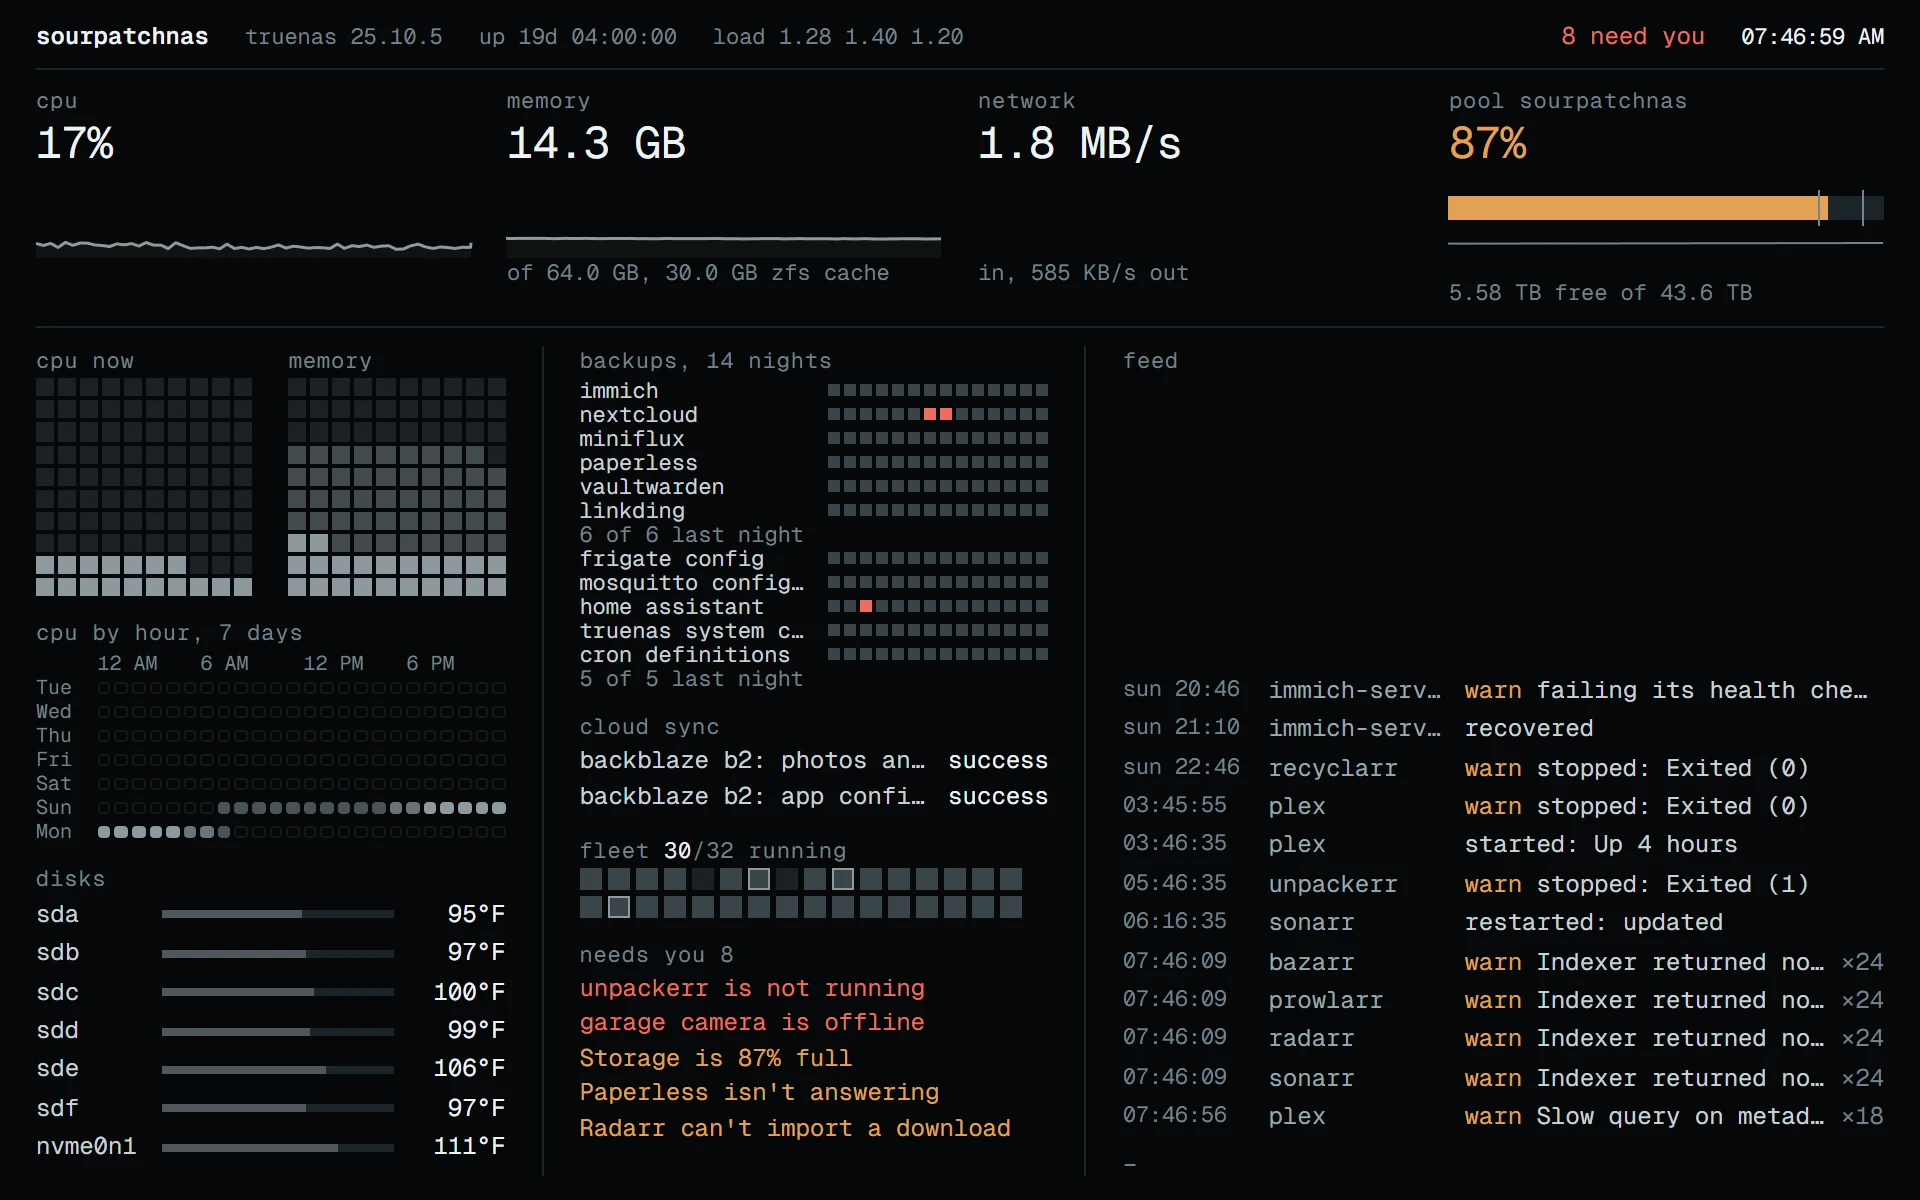 sourpatchnas truenas 25.10.5 up 19d 04:00:00 load 1.28 1.40 1.20 8 need you 07:46:59 AM
cpu
17%
memory
14.3 GB
of 64.0 GB, 30.0 GB zfs cache
network
1.8 MB/s
in, 585 KB/s out
pool sourpatchnas
87%
5.58 TB free of 43.6 TB
cpu now
memory
cpu by hour, 7 days
12 AM 6 AM 12 PM 6 PM
Tue
Wed
Thu
Fri
Sat
Sun
Mon
disks
sda 95°F
sdb 97°F
sdc 100°F
sdd 99°F
sde 106°F
sdf 97°F
nvme0n1 111°F
backups, 14 nights
immich
nextcloud
miniflux
paperless
vaultwarden
linkding
6 of 6 last night
frigate config
mosquitto config…
home assistant
truenas system c…
cron definitions
5 of 5 last night
cloud sync
backblaze b2: photos an… success
backblaze b2: app confi… success
fleet 30/32 running
needs you 8
unpackerr is not running
garage camera is offline
Storage is 87% full
Paperless isn't answering
Radarr can't import a download
feed
sun 20:46 immich-serv… warn failing its health che…
sun 21:10 immich-serv… recovered
sun 22:46 recyclarr warn stopped: Exited (0)
03:45:55 plex warn stopped: Exited (0)
03:46:35 plex started: Up 4 hours
05:46:35 unpackerr warn stopped: Exited (1)
06:16:35 sonarr restarted: updated
07:46:09 bazarr warn Indexer returned no… ×24
07:46:09 prowlarr warn Indexer returned no… ×24
07:46:09 radarr warn Indexer returned no… ×24
07:46:09 sonarr warn Indexer returned no… ×24
07:46:56 plex warn Slow query on metad… ×18
_